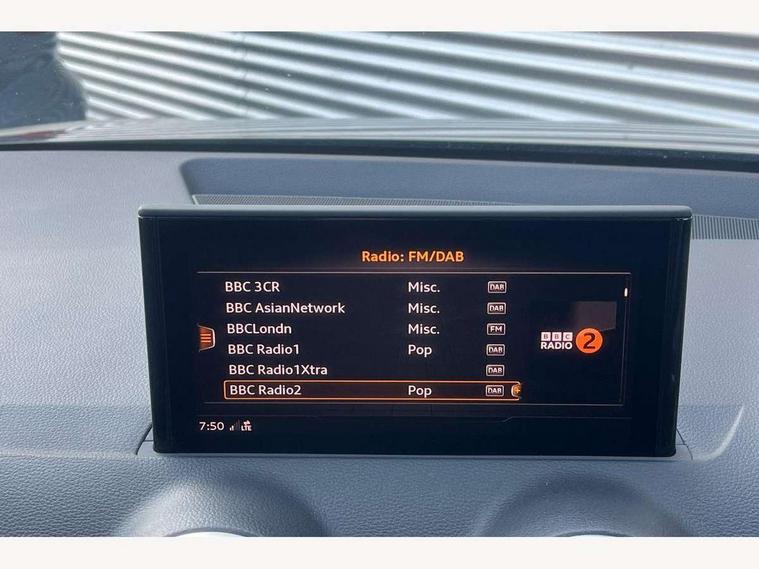 Radio: FM/DAB
BBC 3CR Misc. DAB
BBC AsianNetwork Misc. DAB
BBCLondn Misc. FM
BBC Radio1 Pop DAB
BBC Radio1Xtra DAB
BBC Radio2 Pop DAB
BBC
RADIO 2
7:50 LTE